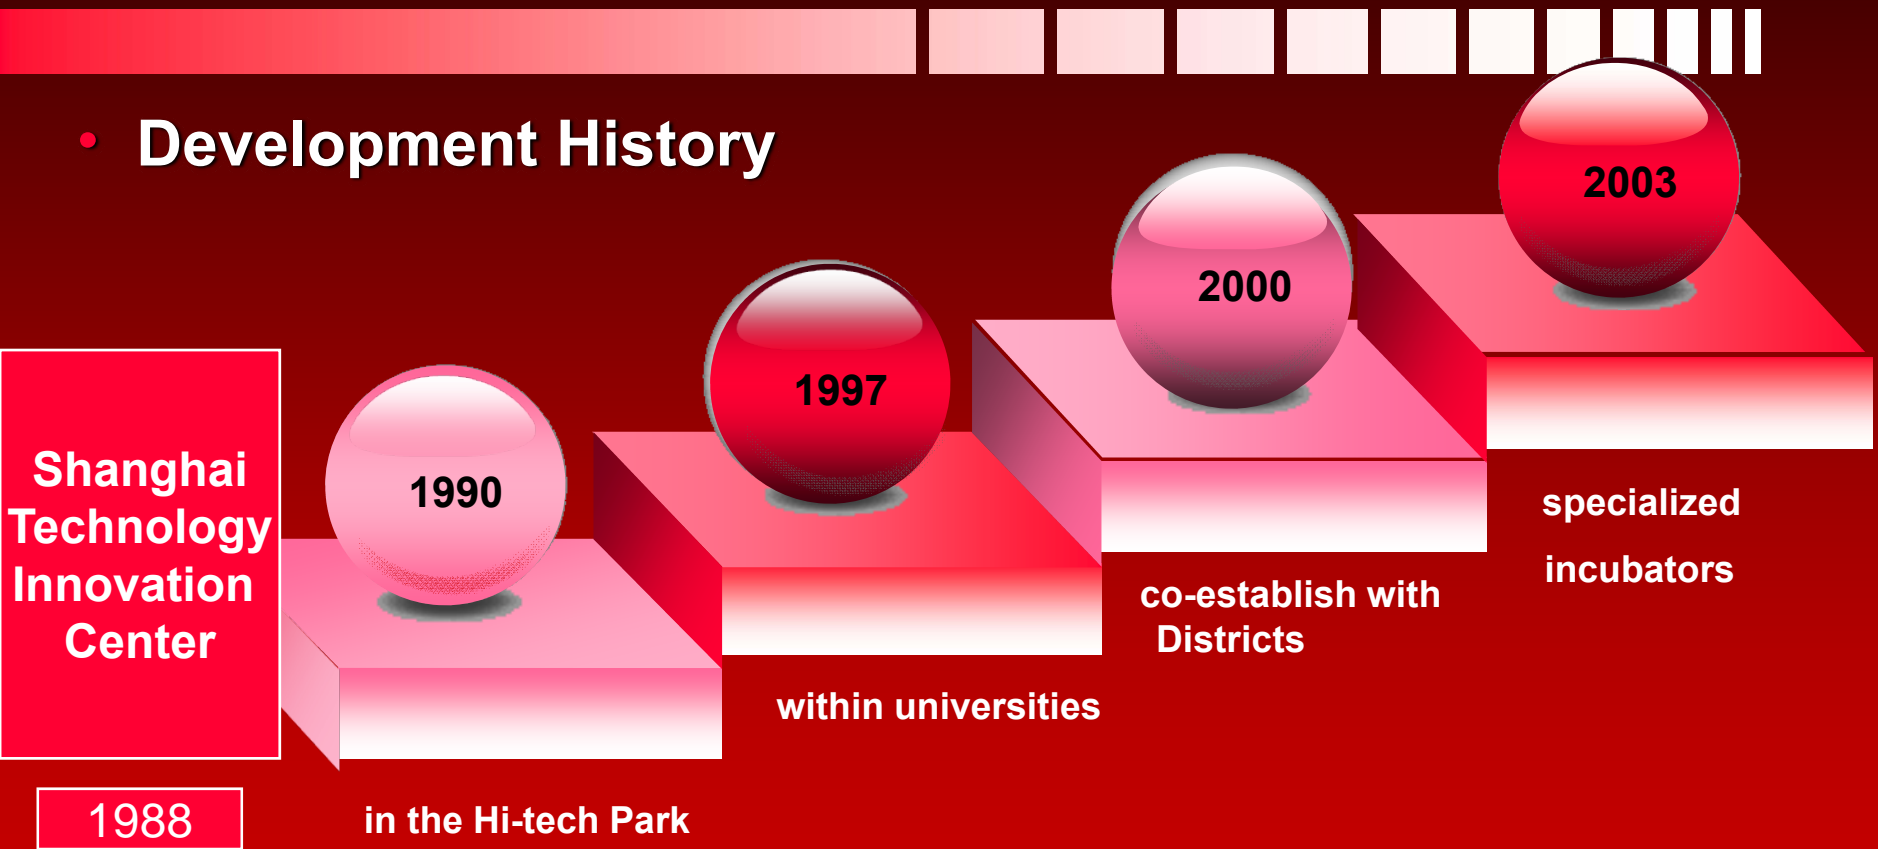 • Development History
2003
2000
1997
1990
Shanghai
Technology
Innovation
Center
1988
in the Hi-tech Park
within universities
co-establish with
Districts
specialized
incubators